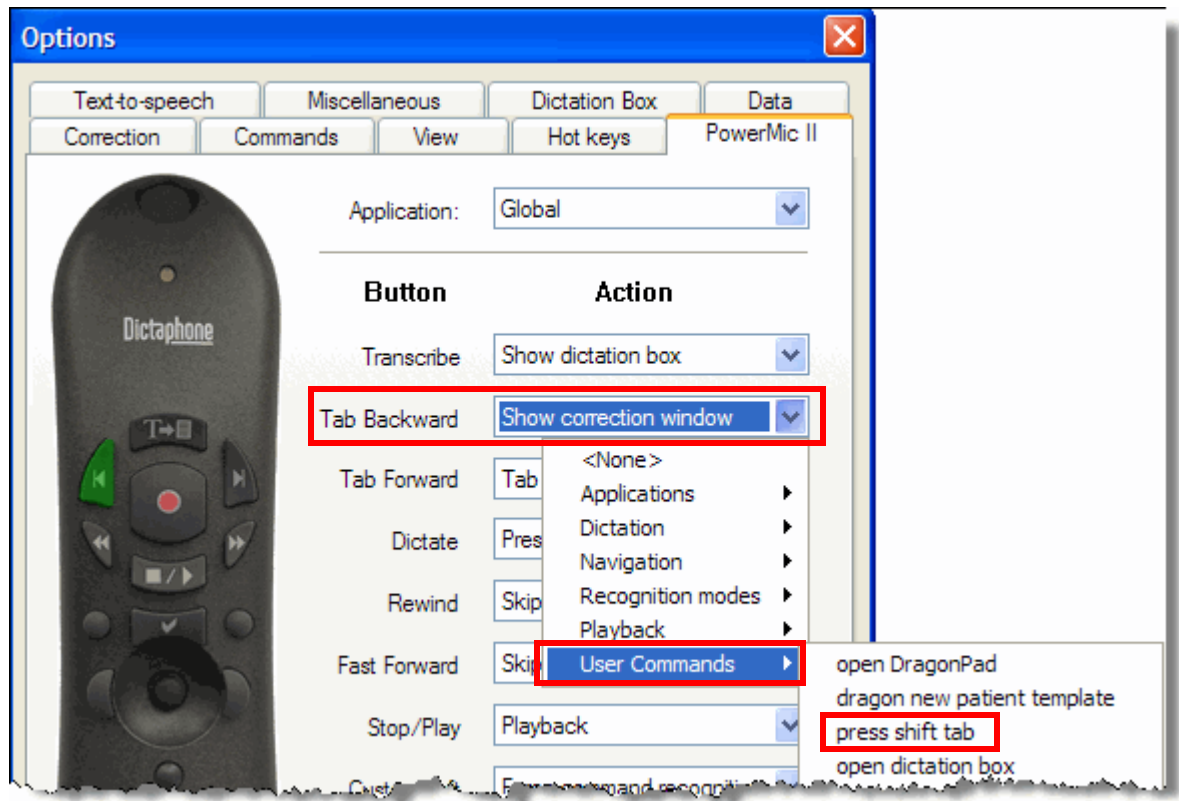 Options
Text-to-speech Miscellaneous Dictation Box Data
Correction Commands View Hot keys PowerMic II
Application: Global
Button Action
Dictaphone
Transcribe Show dictation box
Tab Backward Show correction window
<None>
Tab Forward Tab
Applications
Dictation
Dictate Pres
Navigation
Rewind Skip
Recognition modes
Playback
Fast Forward Skip
User Commands open DragonPad
dragon new patient template
Stop/Play Playback press shift tab
open dictation box